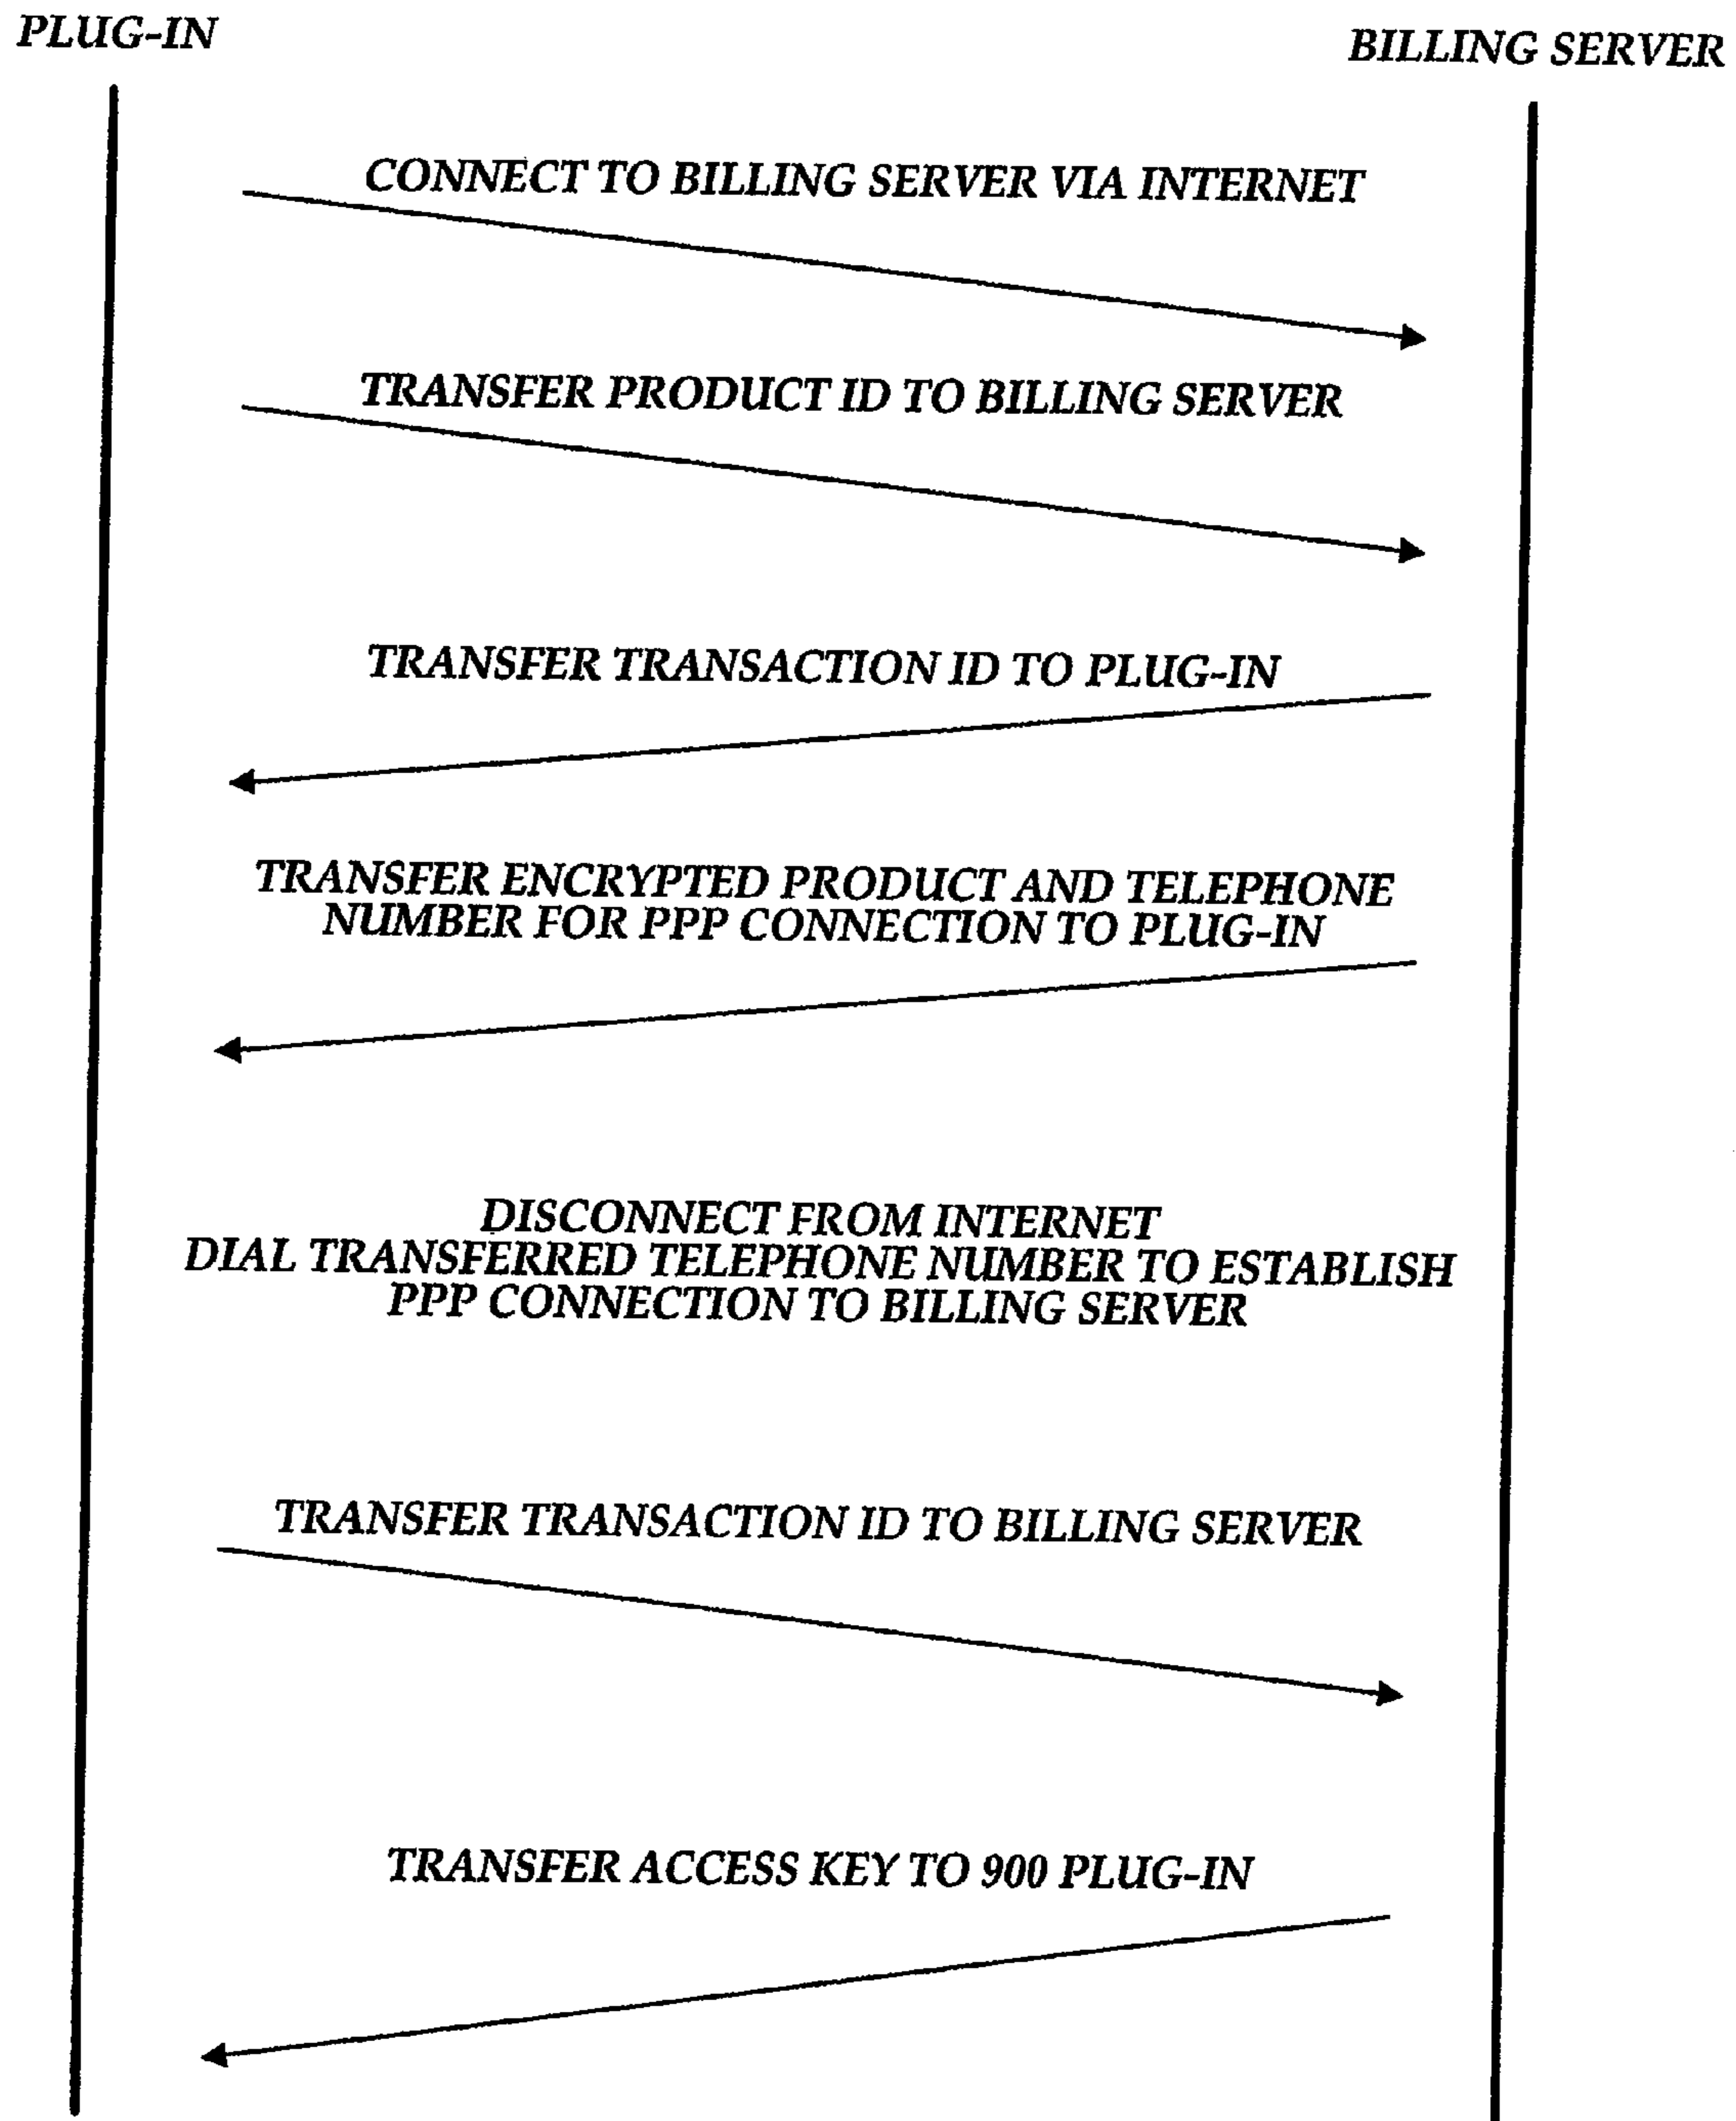 PLUG-IN
BILLING SERVER
CONNECT TO BILLING SERVER VIA INTERNET
TRANSFER PRODUCT ID TO BILLING SERVER
TRANSFER TRANSACTION ID TO PLUG-IN
TRANSFER ENCRYPTED PRODUCT AND TELEPHONE
NUMBER FOR PPP CONNECTION TO PLUG-IN
DISCONNECT FROM INTERNET
DIAL TRANSFERRED TELEPHONE NUMBER TO ESTABLISH
PPP CONNECTION TO BILLING SERVER
TRANSFER TRANSACTION ID TO BILLING SERVER
TRANSFER ACCESS KEY TO 900 PLUG-IN